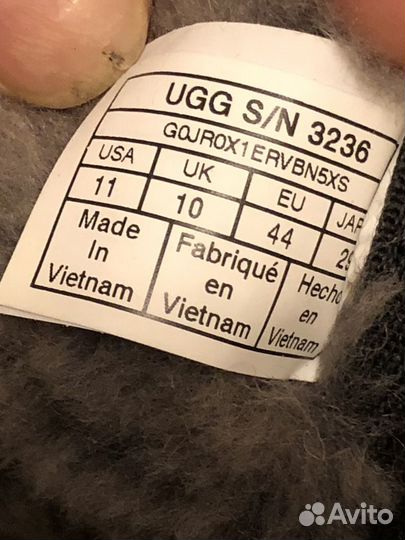 UGG S/N 3236
G0JR0X1ERVBN5XS
USA UK EU JAP
11 10 44
Made Fabriqué Hecho
In en en
Vietnam Vietnam Vietnam
Avito